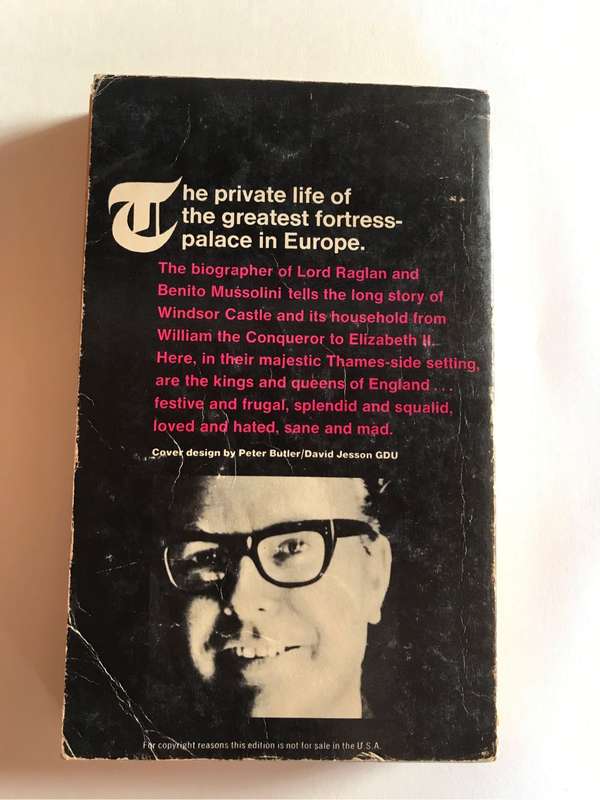 The private life of
the greatest fortress-
palace in Europe.
The biographer of Lord Raglan and
Benito Mussolini tells the long story of
Windsor Castle and its household from
William the Conqueror to Elizabeth II.
Here, in their majestic Thames-side setting,
are the kings and queens of England...
festive and frugal, splendid and squalid,
loved and hated, sane and mad.
Cover design by Peter Butler/David Jesson GDU
For copyright reasons this edition is not for sale in the U.S.A.